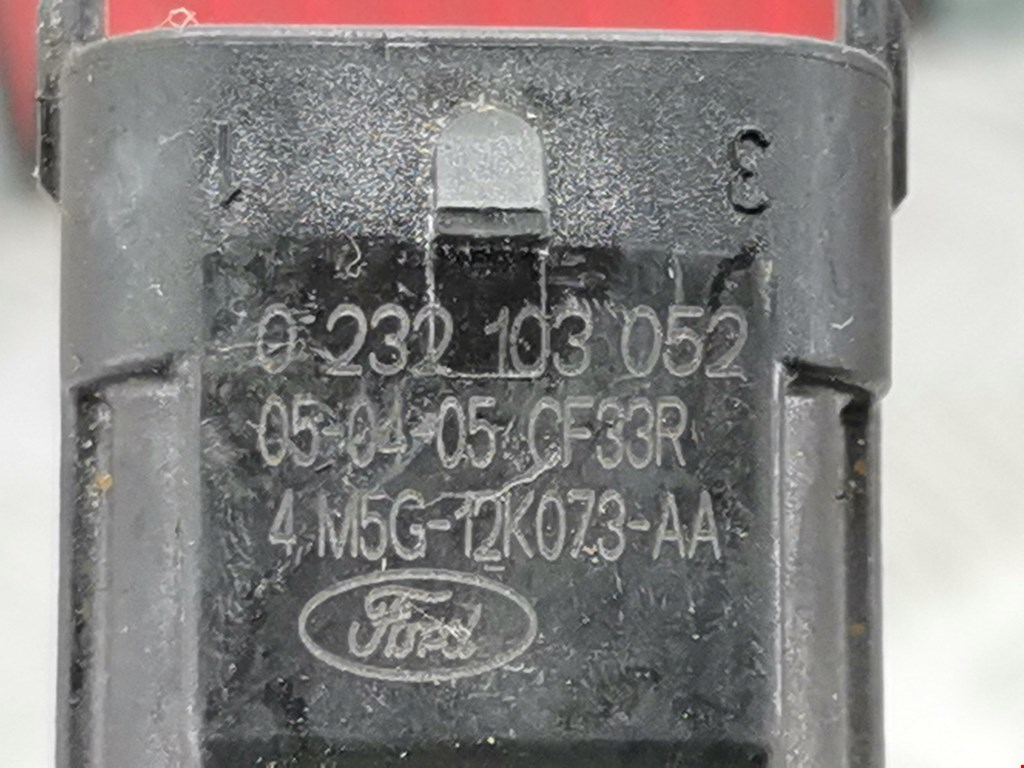 1 3
0 232 103 052
05-04-05 CF33R
4M5G-12K073-AA
Ford